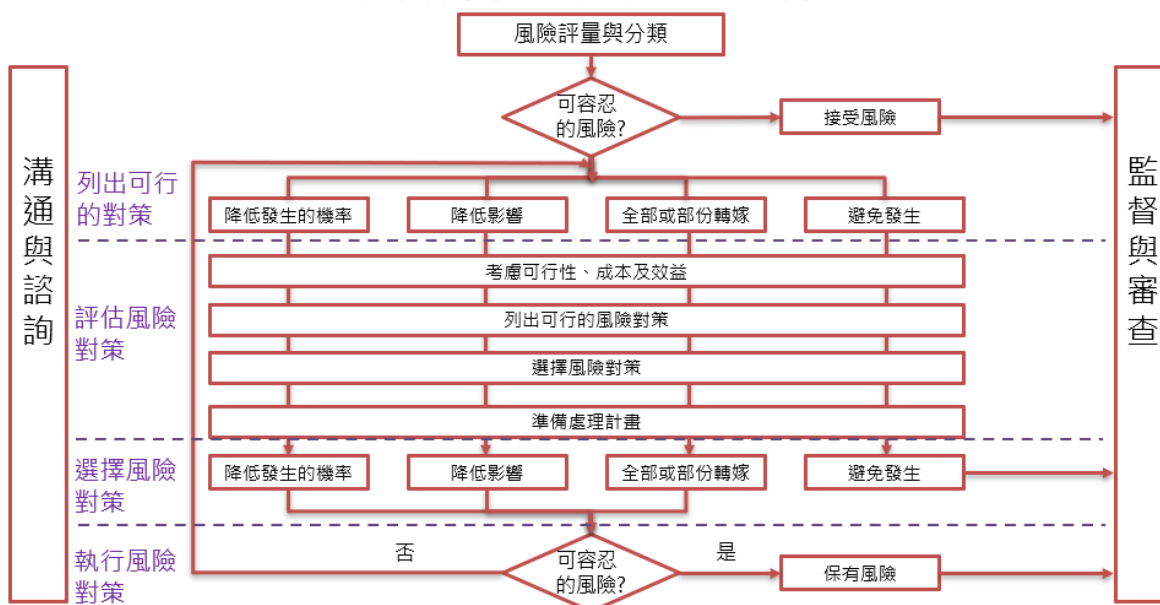 風險評量與分類
可容忍
的風險?
接受風險
溝通與諮詢
監督與審查
列出可行
的對策
降低發生的機率
降低影響
全部或部份轉嫁
避免發生
評估風險
對策
考慮可行性、成本及效益
列出可行的風險對策
選擇風險對策
準備處理計畫
選擇風險
對策
降低發生的機率
降低影響
全部或部份轉嫁
避免發生
執行風險
對策
否
可容忍
的風險?
是
保有風險